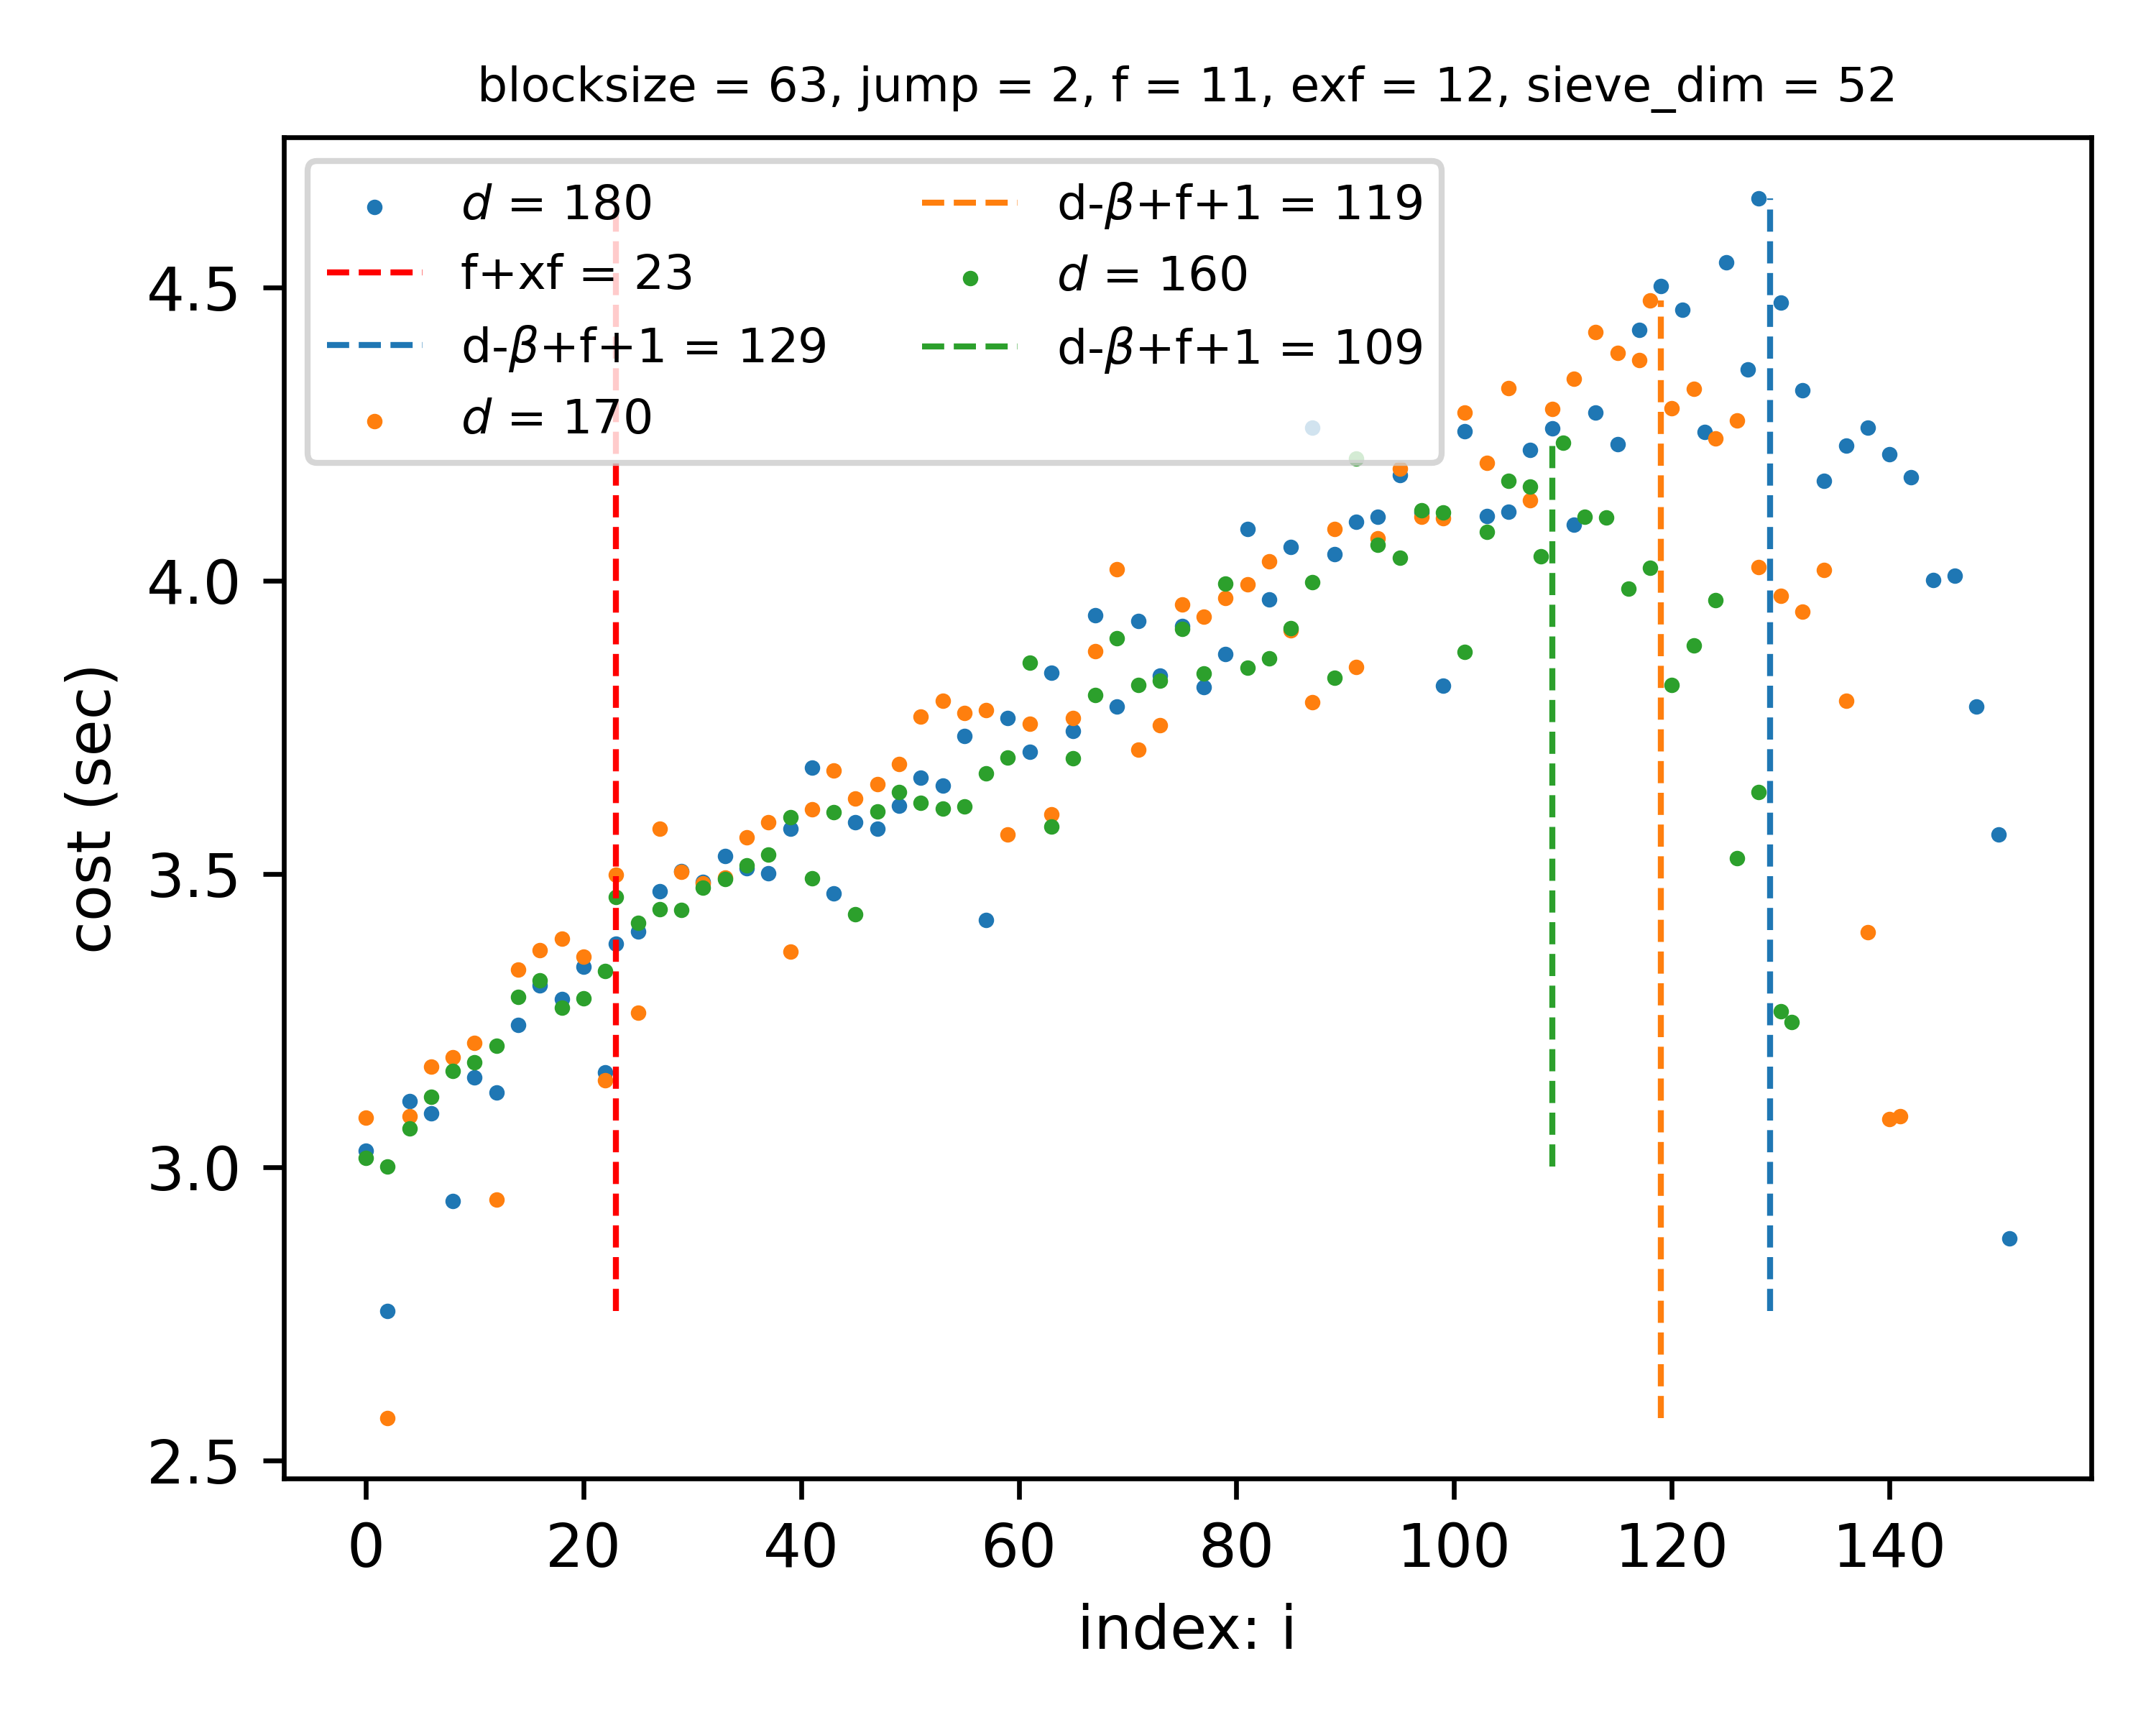 blocksize = 63, jump = 2, f = 11, exf = 12, sieve_dim = 52
d = 180
f+xf = 23
d-β+f+1 = 129
d = 170
d-β+f+1 = 119
d = 160
d-β+f+1 = 109
cost (sec)
4.5
4.0
3.5
3.0
2.5
0 20 40 60 80 100 120 140
index: i